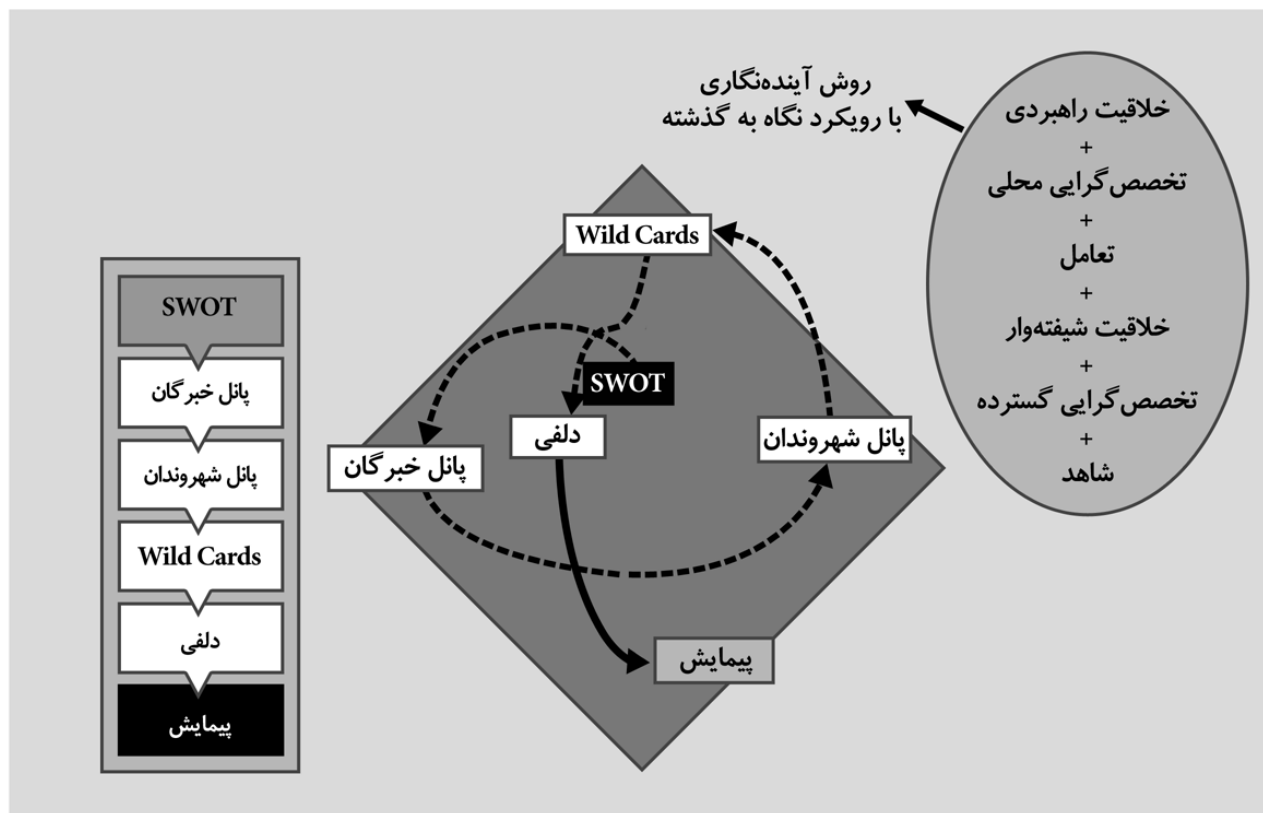 روش آینده‌نگاری
با رویکرد نگاه به گذشته
خلاقیت راهبردی
+
تخصص‌گرایی محلی
+
تعامل
+
خلاقیت شیفته‌وار
+
تخصص‌گرایی گسترده
+
شاهد
Wild Cards
SWOT
دلفی
پانل شهروندان
پانل خبرگان
پیمایش
SWOT
پانل خبرگان
پانل شهروندان
Wild Cards
دلفی
پیمایش